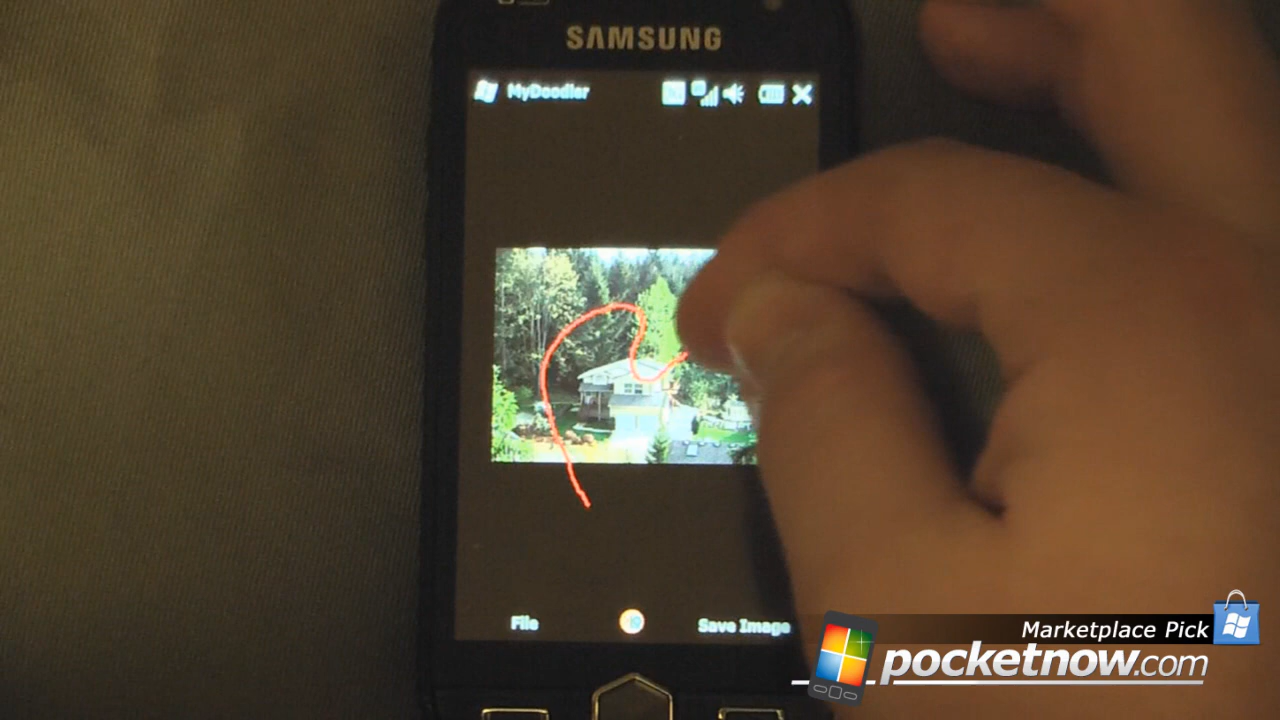 SAMSUNG
MyDoodler
File
Save Image
Marketplace Pick
pocketnow.com